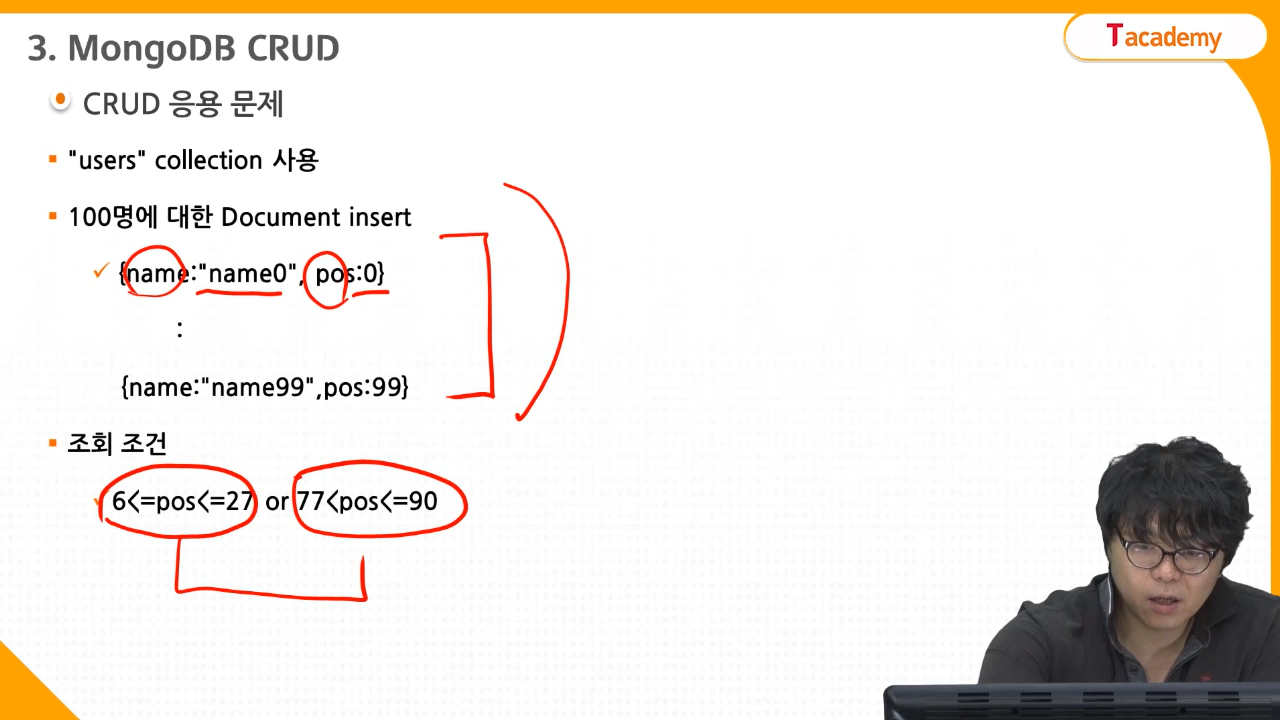 3. MongoDB CRUD
Tacademy
CRUD 응용 문제
"users" collection 사용
100명에 대한 Document insert
{name:"name0", pos:0}
:
{name:"name99",pos:99}
조회 조건
6<=pos<=27 or 77<pos<=90